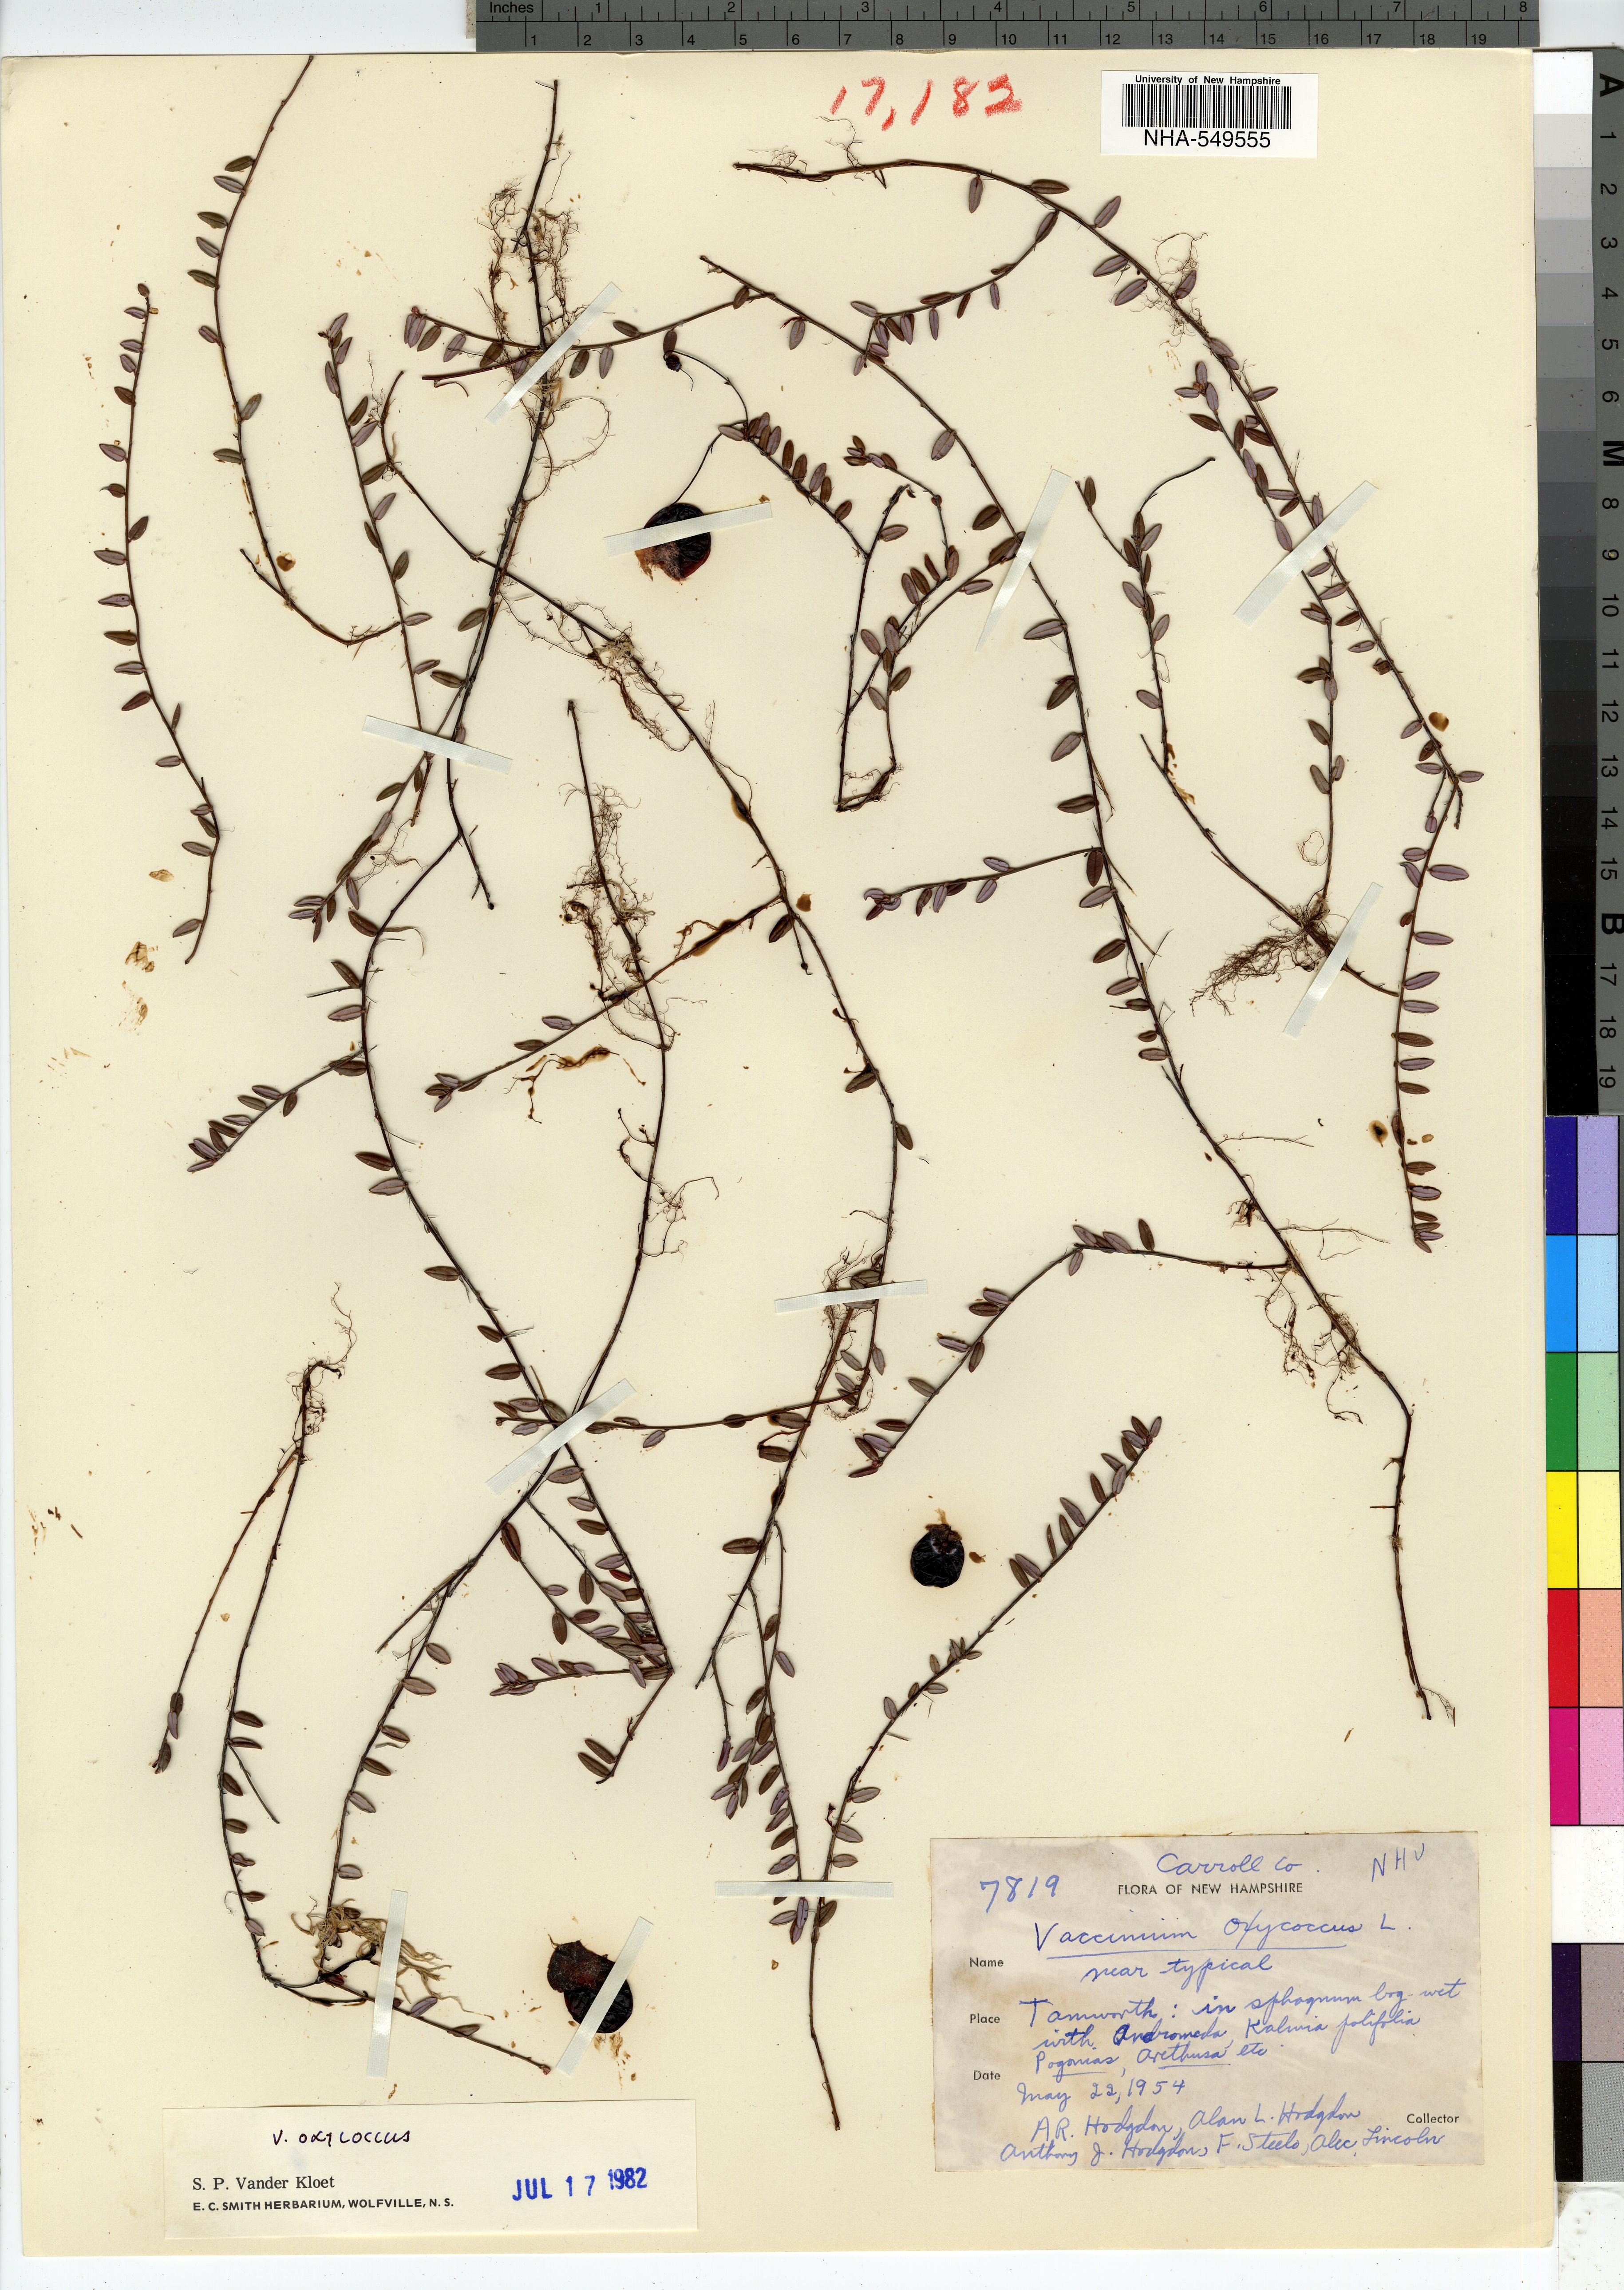 17,182
University of New Hampshire
NHA-549555
7819
Carroll Co.
NHU
FLORA OF NEW HAMPSHIRE
Name Vaccinium Oxycoccus L.
near typical
Place Tamworth: in sphagnum bog wet
with Andromeda, Kalmia polifolia
Pogonias, Arethusa etc
Date May 22, 1954
A.R. Hodgdon, Alan L. Hodgdon Collector
Anthony J. Hodgdon, F. Steele, Alec Lincoln
V. oxycoccus
S. P. Vander Kloet
E. C. SMITH HERBARIUM, WOLFVILLE, N. S.
JUL 17 1982
Inches 1 2 3 4 5 6 7 8
1 2 3 4 5 6 7 8 9 10 11 12 13 14 15 16 17 18 19
A 1 2 3 4 5 6 M 8 9 10 11 12 13 14 15 B 17 18 19